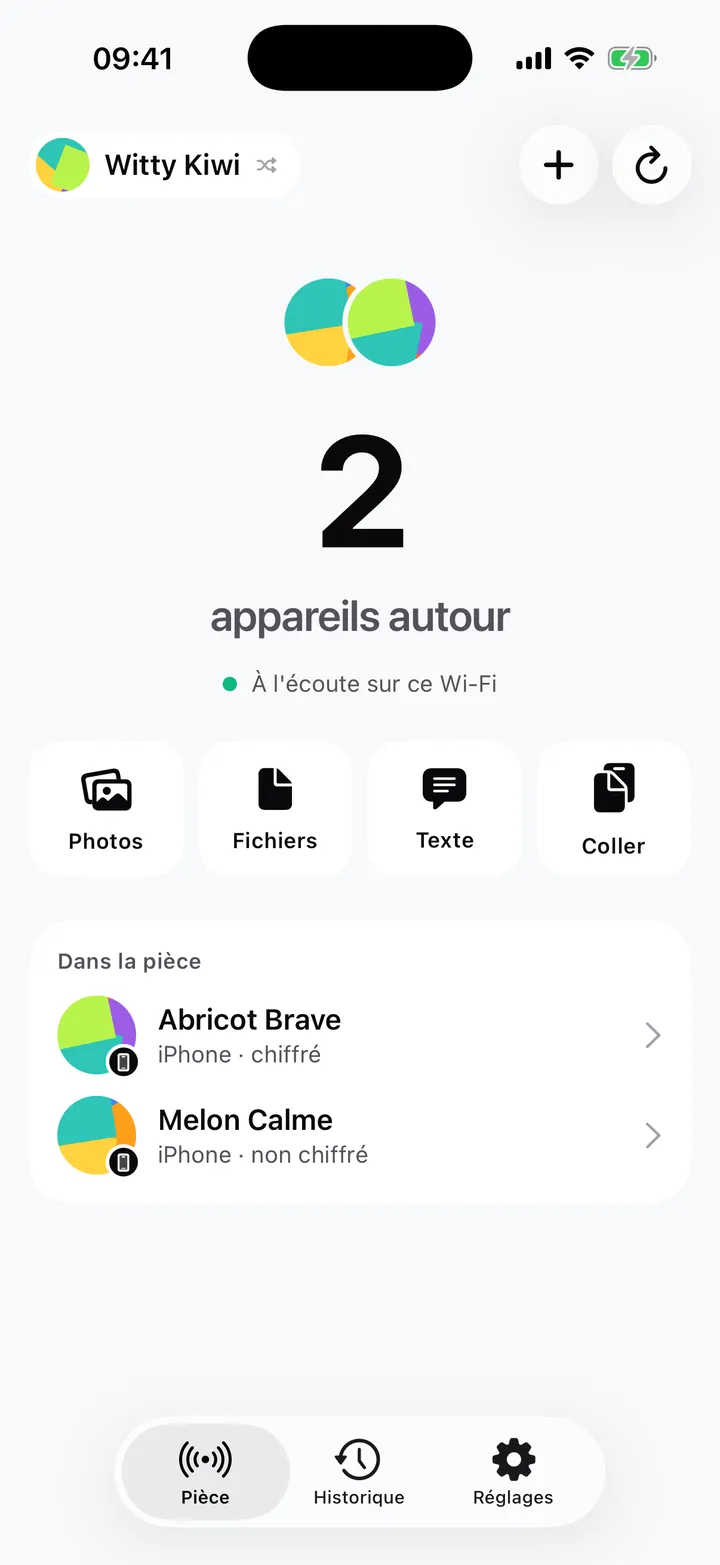 09:41
Witty Kiwi
2
appareils autour
À l'écoute sur ce Wi-Fi
Photos
Fichiers
Texte
Coller
Dans la pièce
Abricot Brave
iPhone · chiffré
Melon Calme
iPhone · non chiffré
Pièce
Historique
Réglages